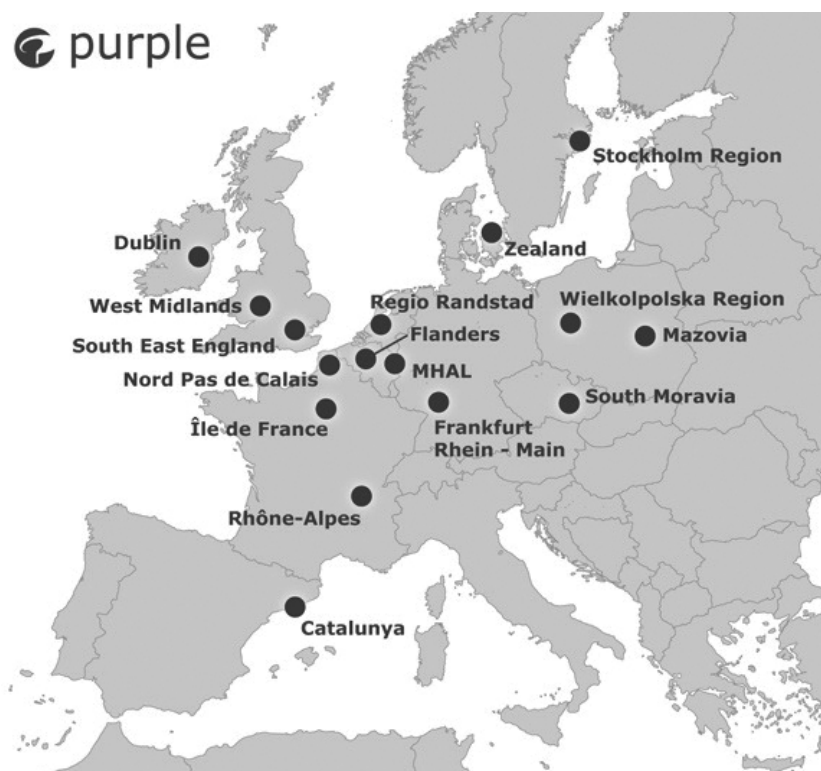 purple
Stockholm Region
Dublin
Zealand
West Midlands
Regio Randstad
Wielkolpolska Region
South East England
Flanders
Mazovia
Nord Pas de Calais
MHAL
South Moravia
Île de France
Frankfurt
Rhein - Main
Rhône-Alpes
Catalunya